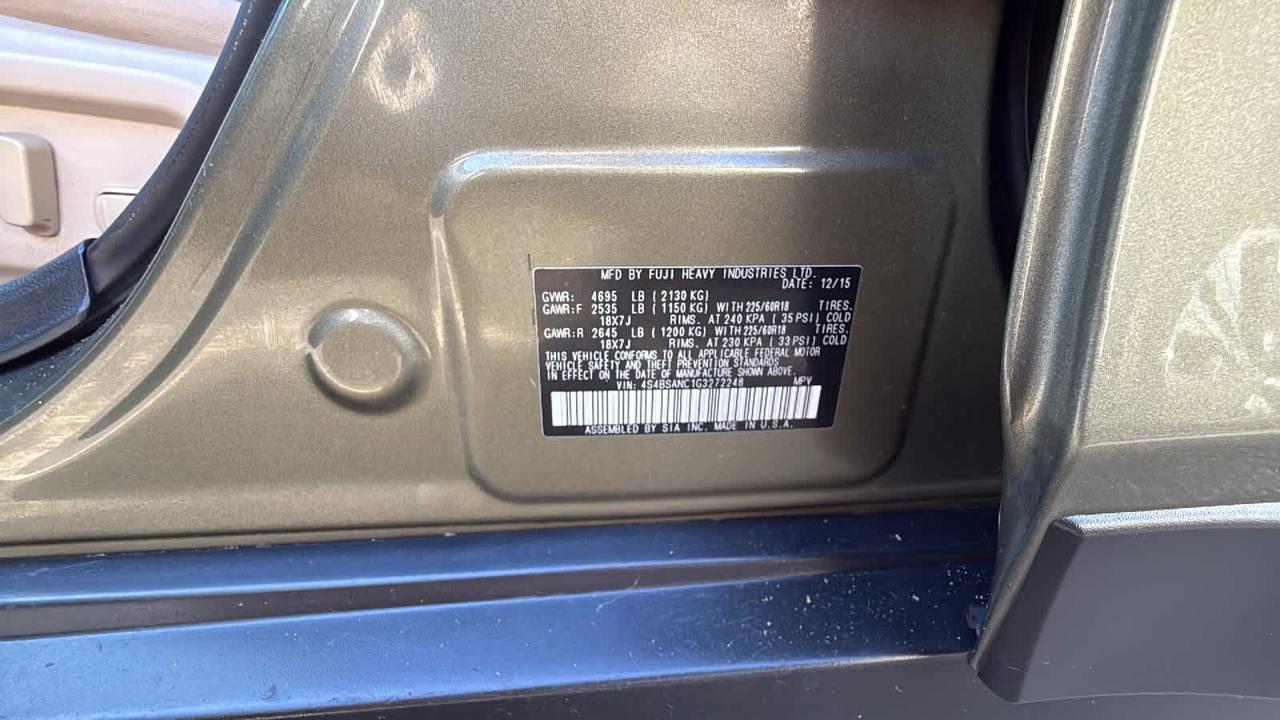 MFD BY FUJI HEAVY INDUSTRIES LTD.
DATE: 12/15
GVWR: 4695 LB ( 2130 KG)
GAWR:F 2535 LB ( 1150 KG) WITH 225/60R18 TIRES.
18X7J RIMS. AT 240 KPA ( 35 PSI) COLD
GAWR:R 2645 LB ( 1200 KG) WITH 225/60R18 TIRES.
18X7J RIMS. AT 230 KPA ( 33 PSI) COLD
THIS VEHICLE CONFORMS TO ALL APPLICABLE FEDERAL MOTOR
VEHICLE SAFETY AND THEFT PREVENTION STANDARDS
IN EFFECT ON THE DATE OF MANUFACTURE SHOWN ABOVE.
VIN: 4S4BSANC1G3272248 MPV
ASSEMBLED BY SIA INC. MADE IN U.S.A.